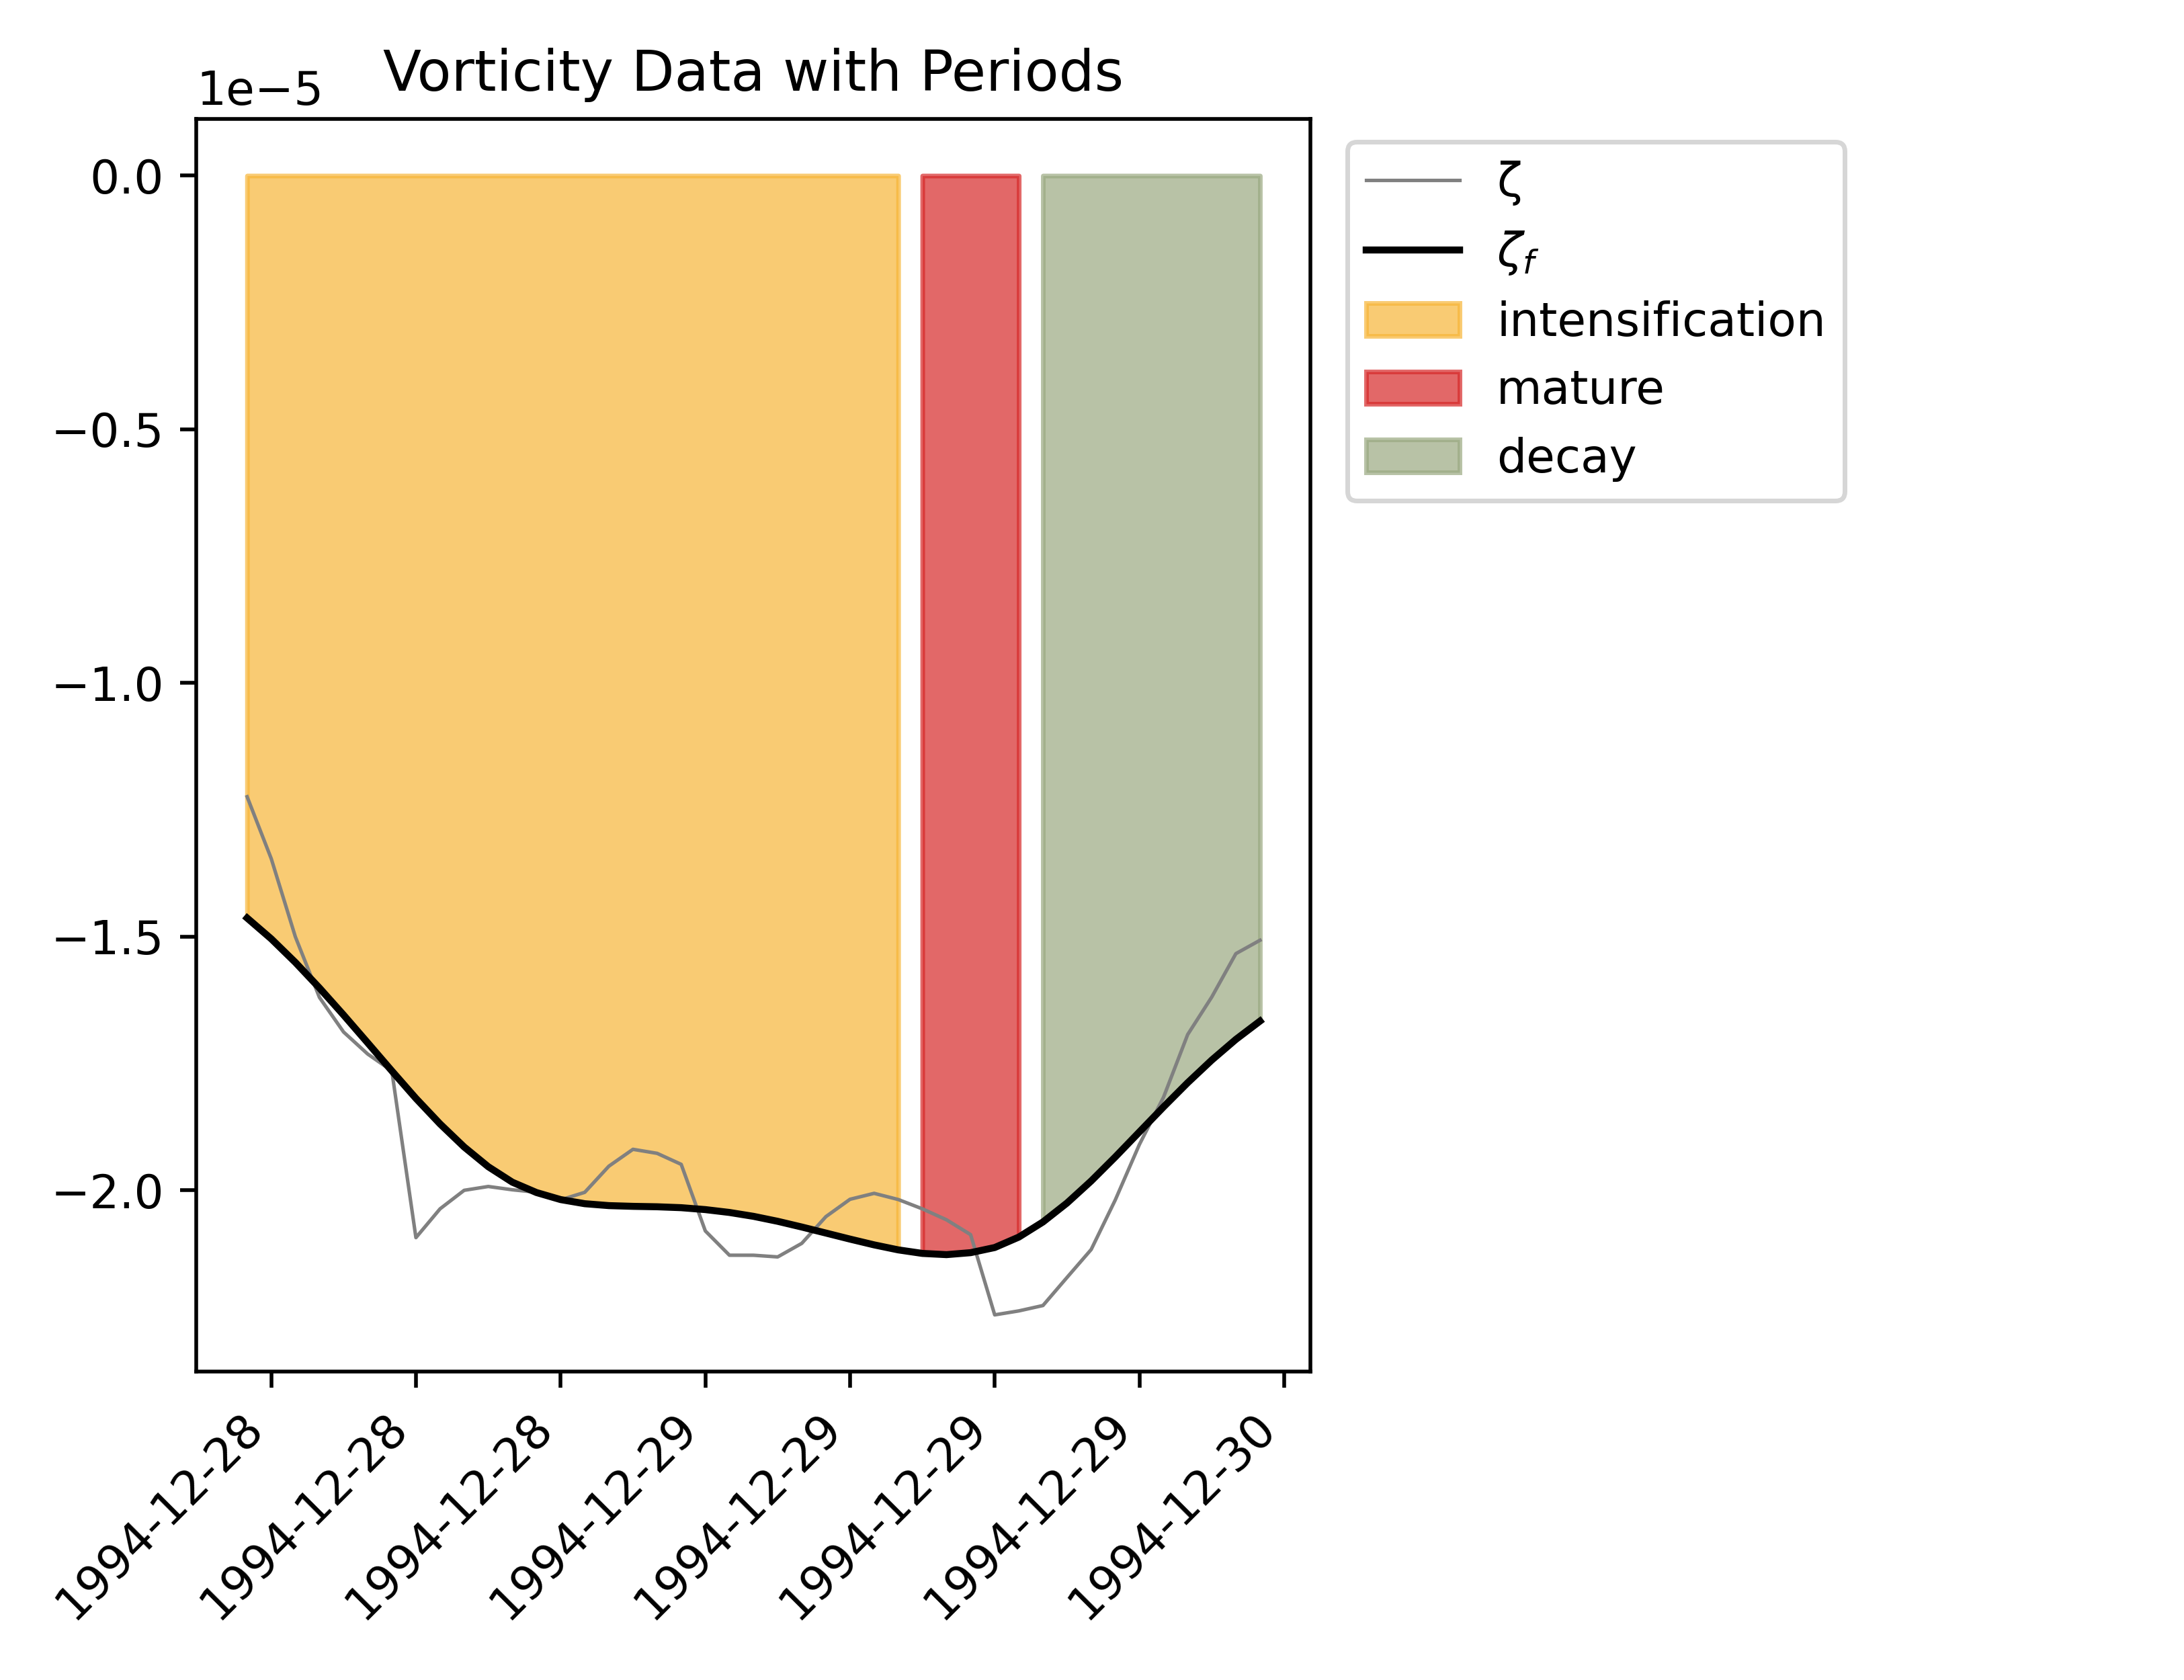 Vorticity Data with Periods
1e−5
0.0
−0.5
−1.0
−1.5
−2.0
1994-12-28
1994-12-28
1994-12-28
1994-12-29
1994-12-29
1994-12-29
1994-12-29
1994-12-30
ζ
ζf
intensification
mature
decay